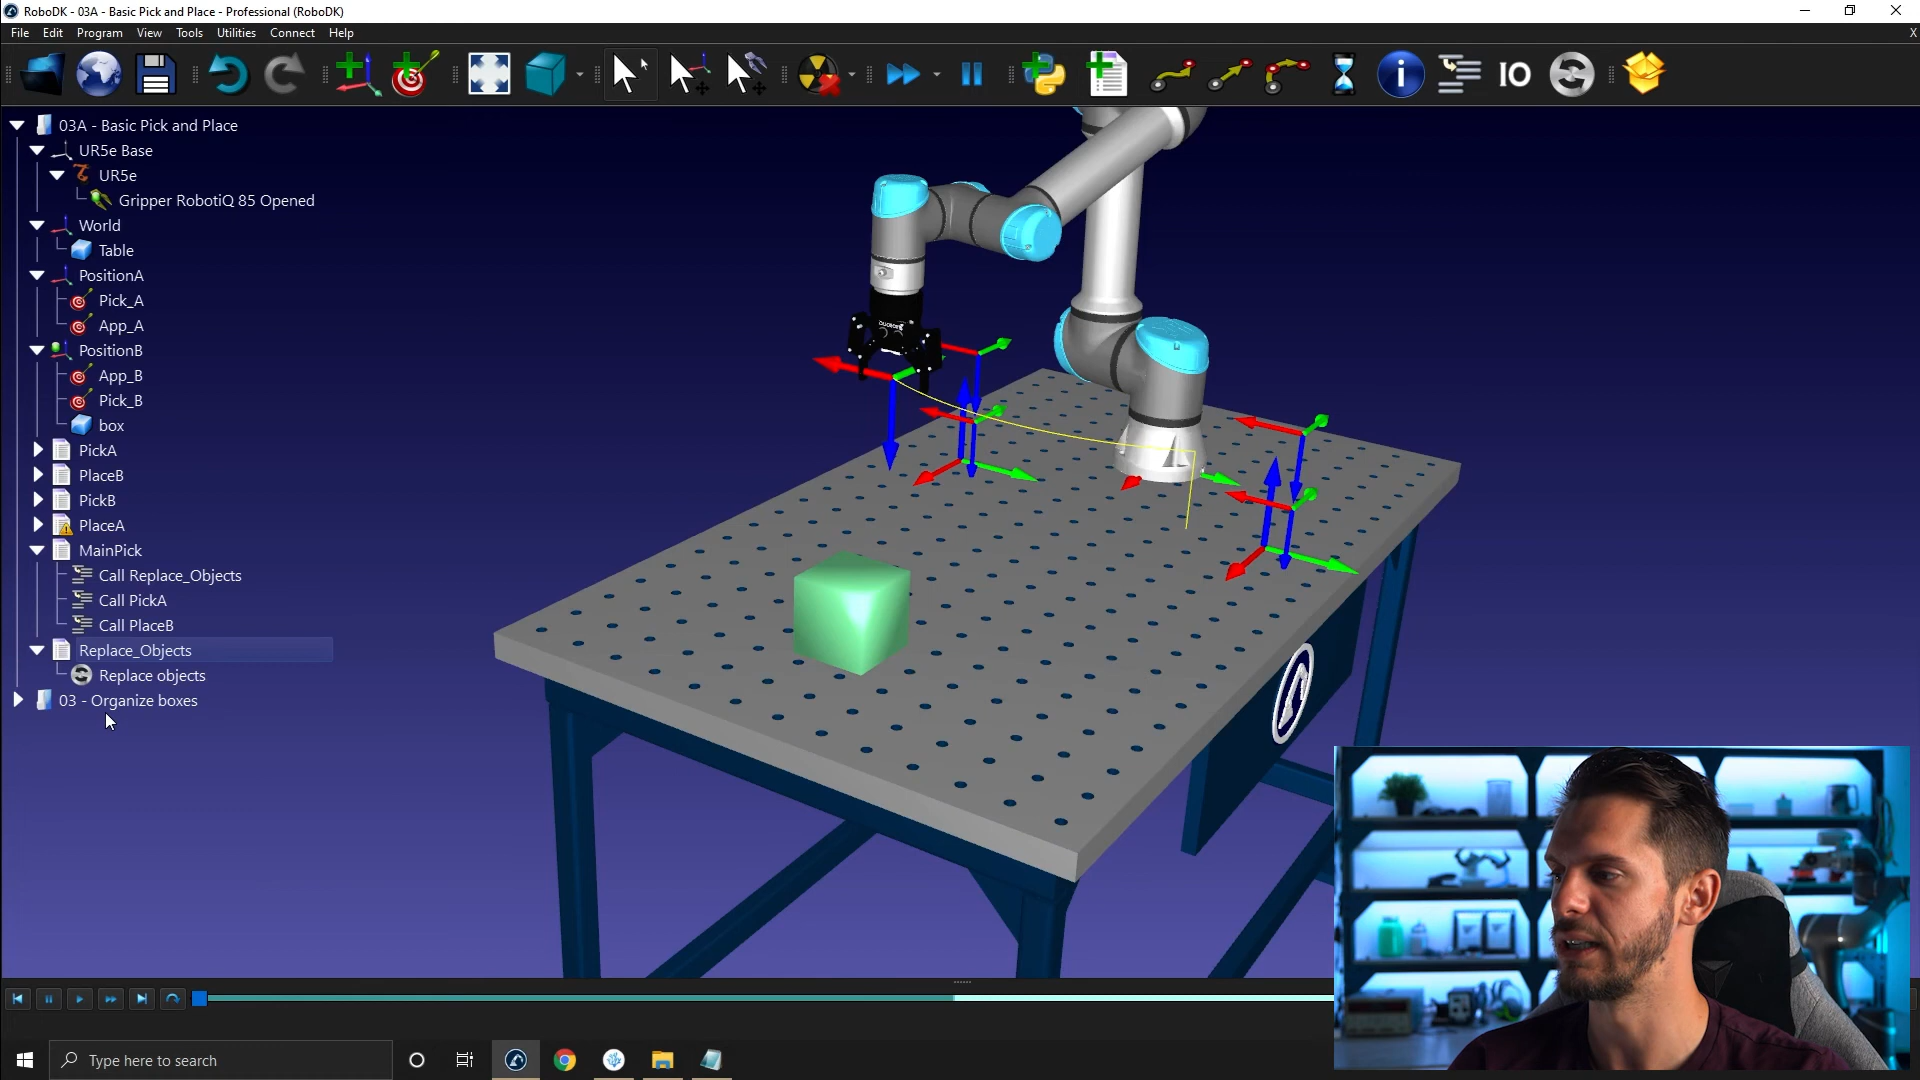 RoboDK - 03A - Basic Pick and Place - Professional (RoboDK)
File Edit Program View Tools Utilities Connect Help
X
IO
03A - Basic Pick and Place
UR5e Base
UR5e
Gripper RobotiQ 85 Opened
World
Table
PositionA
Pick_A
App_A
PositionB
App_B
Pick_B
box
PickA
PlaceB
PickB
PlaceA
MainPick
Call Replace_Objects
Call PickA
Call PlaceB
Replace_Objects
Replace objects
03 - Organize boxes
Type here to search